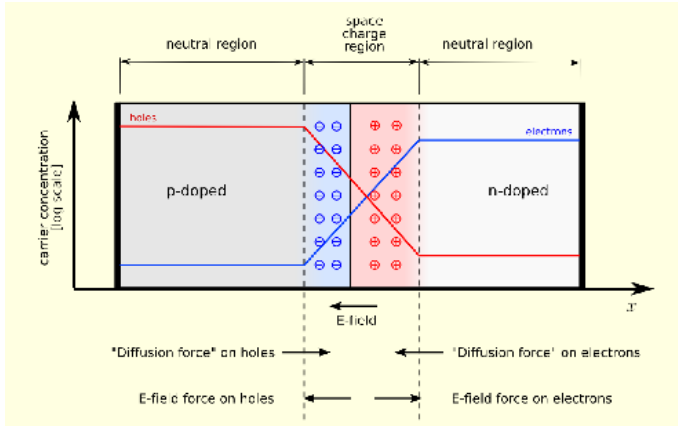 space
charge
region
neutral region
neutral region
holes
electrons
carrier concentration
[log scale]
p-doped
n-doped
E-field
x
"Diffusion force" on holes
"Diffusion force" on electrons
E-field force on holes
E-field force on electrons